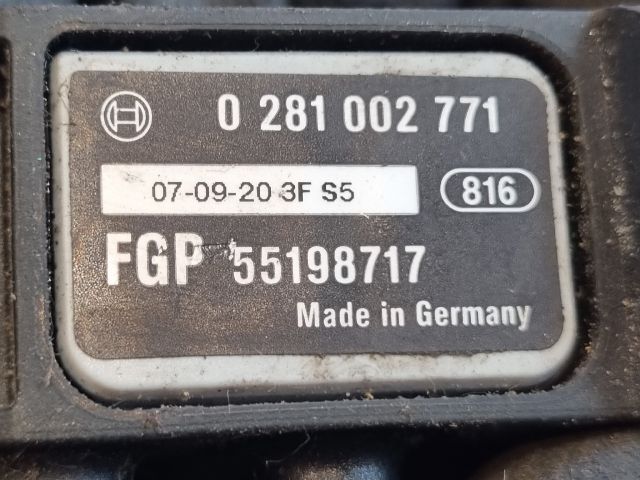 0 281 002 771
07-09-20 3F S5
816
FGP 55198717
Made in Germany